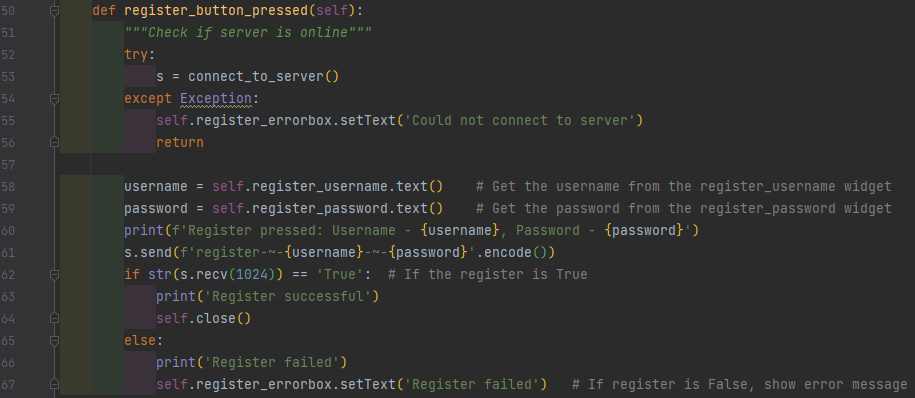 50 def register_button_pressed(self):
51 """Check if server is online"""
52 try:
53 s = connect_to_server()
54 except Exception:
55 self.register_errorbox.setText('Could not connect to server')
56 return
57
58 username = self.register_username.text() # Get the username from the register_username widget
59 password = self.register_password.text() # Get the password from the register_password widget
60 print(f'Register pressed: Username - {username}, Password - {password}')
61 s.send(f'register-~-{username}-~-{password}'.encode())
62 if str(s.recv(1024)) == 'True': # If the register is True
63 print('Register successful')
64 self.close()
65 else:
66 print('Register failed')
67 self.register_errorbox.setText('Register failed') # If register is False, show error message